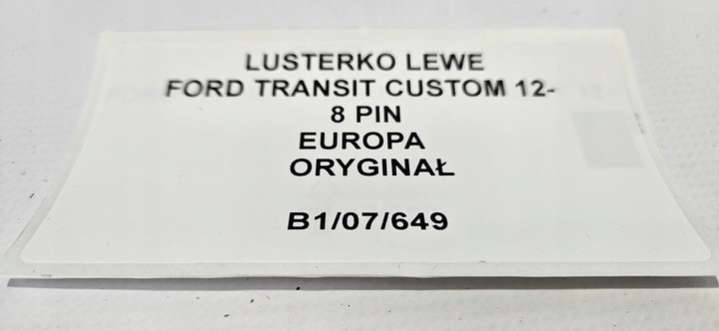 LUSTERKO LEWE
FORD TRANSIT CUSTOM 12-
8 PIN
EUROPA
ORYGINAŁ
B1/07/649